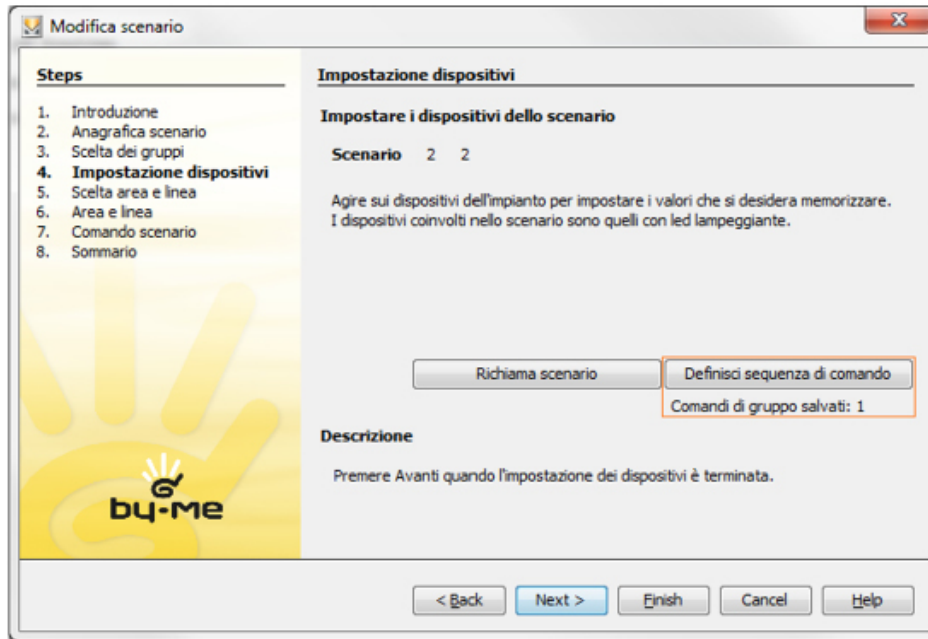 Modifica scenario
Steps
1. Introduzione
2. Anagrafica scenario
3. Scelta dei gruppi
4. Impostazione dispositivi
5. Scelta area e linea
6. Area e linea
7. Comando scenario
8. Sommario
by-me
Impostazione dispositivi
Impostare i dispositivi dello scenario
Scenario 2 2
Agire sui dispositivi dell'impianto per impostare i valori che si desidera memorizzare.
I dispositivi coinvolti nello scenario sono quelli con led lampeggiante.
Richiama scenario
Definisci sequenza di comando
Comandi di gruppo salvati: 1
Descrizione
Premere Avanti quando l'impostazione dei dispositivi è terminata.
< Back
Next >
Finish
Cancel
Help